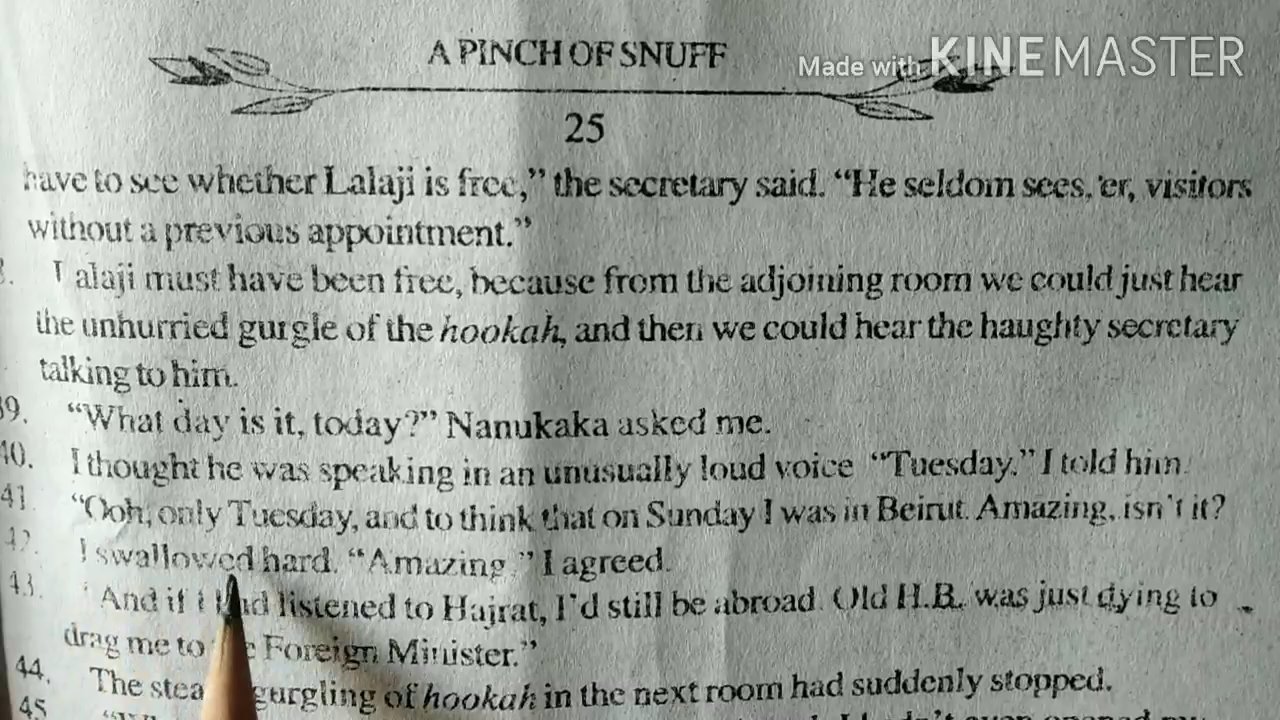 A PINCH OF SNUFF
Made with KINEMASTER
25
have to see whether Lalaji is free,” the secretary said. “He seldom sees, 'er, visitors
without a previous appointment.”
Lalaji must have been free, because from the adjoining room we could just hear
the unhurried gurgle of the hookah, and then we could hear the haughty secretary
talking to him.
39. “What day is it, today?” Nanukaka asked me.
40. I thought he was speaking in an unusually loud voice “Tuesday.” I told him.
41. “Ooh, only Tuesday, and to think that on Sunday I was in Beirut. Amazing, isn't it?
42. I swallowed hard. “Amazing,” I agreed.
43. 'And if I had listened to Hajrat, I'd still be abroad. Old H.B. was just dying to
drag me to the Foreign Minister.”
44. The gurgling of hookah in the next room had suddenly stopped.
45